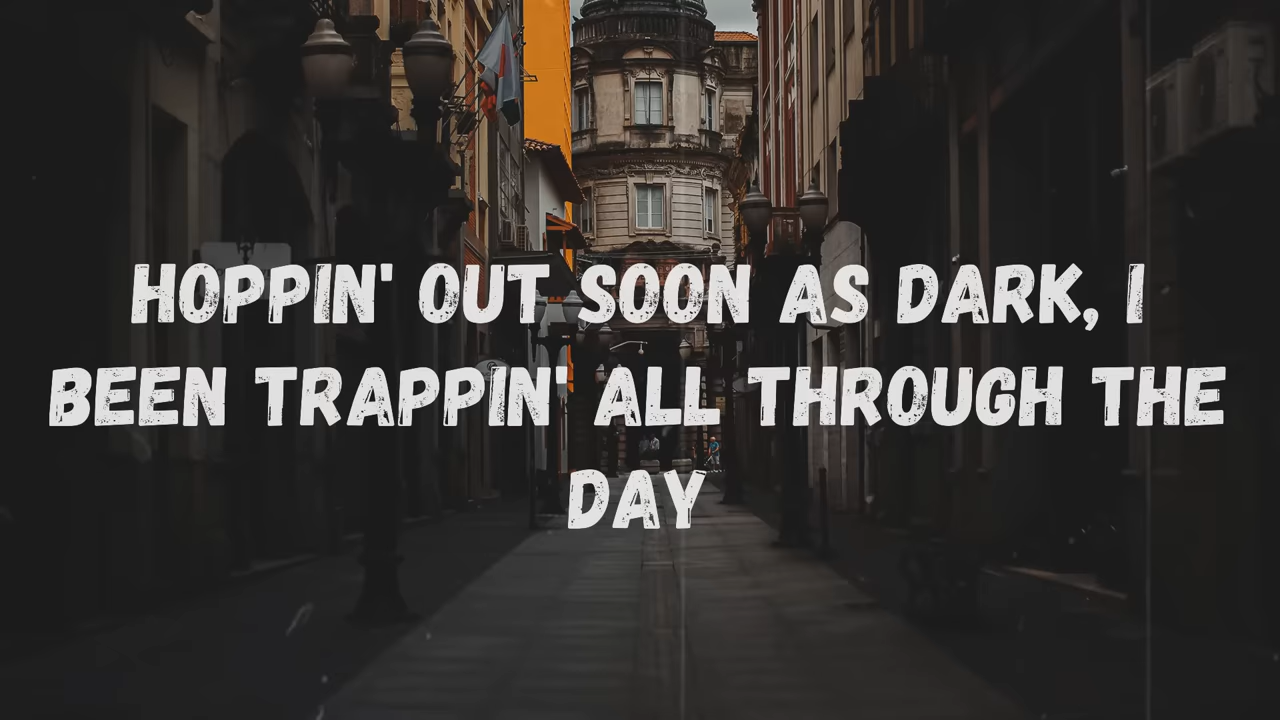 HOPPIN' OUT SOON AS DARK, I
BEEN TRAPPIN' ALL THROUGH THE
DAY